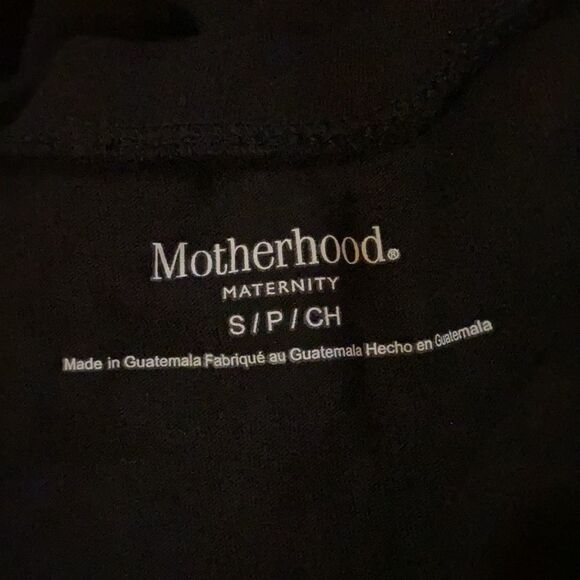 Motherhood®
MATERNITY
S / P / CH
Made in Guatemala Fabriqué au Guatemala Hecho en Guatemala